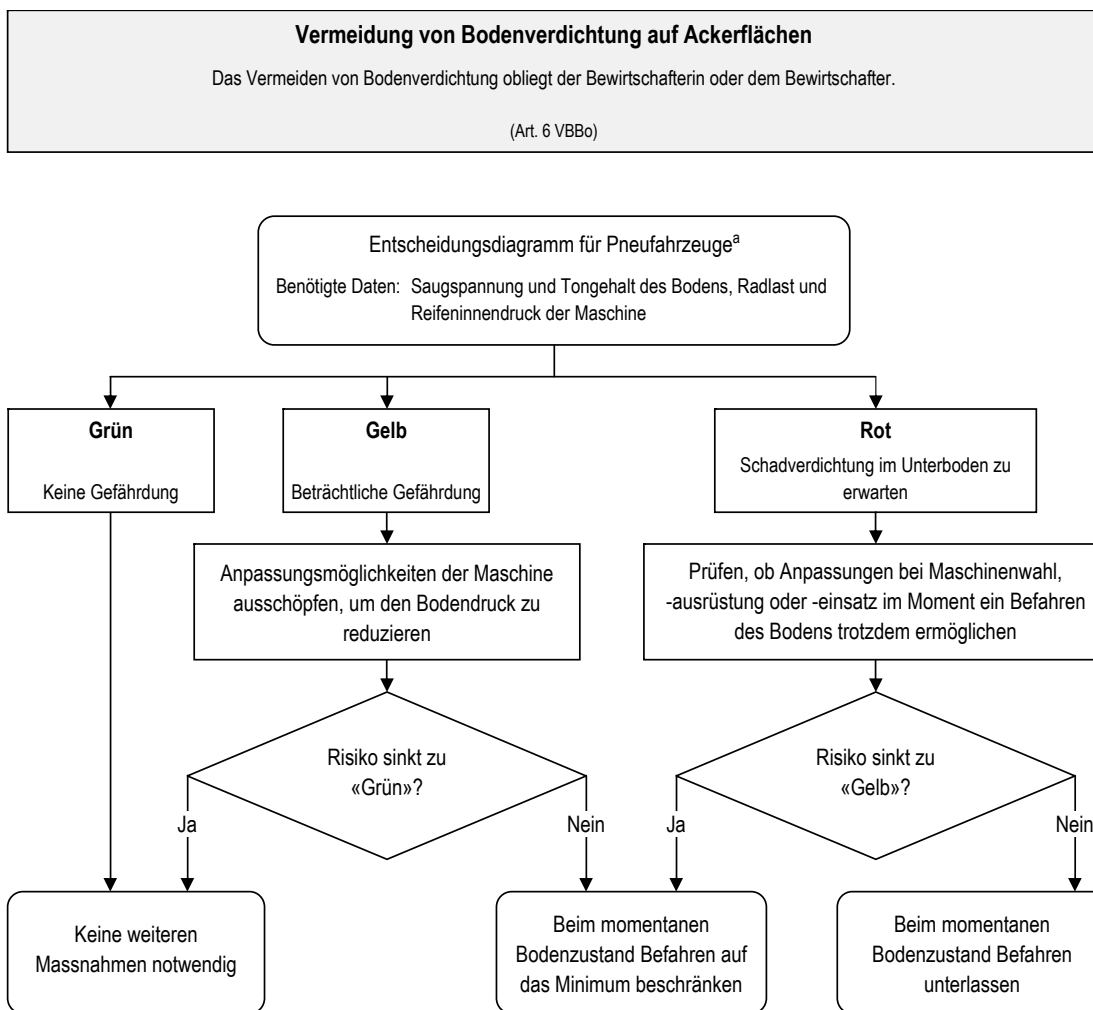 Vermeidung von Bodenverdichtung auf Ackerflächen
Das Vermeiden von Bodenverdichtung obliegt der Bewirtschafterin oder dem Bewirtschafter.
(Art. 6 VBBo)
Entscheidungsdiagramm für Pneufahrzeugeᵃ
Benötigte Daten: Saugspannung und Tongehalt des Bodens, Radlast und
Reifeninnendruck der Maschine
Grün
Keine Gefährdung
Gelb
Beträchtliche Gefährdung
Rot
Schadverdichtung im Unterboden zu
erwarten
Anpassungsmöglichkeiten der Maschine
ausschöpfen, um den Bodendruck zu
reduzieren
Prüfen, ob Anpassungen bei Maschinenwahl,
-ausrüstung oder -einsatz im Moment ein Befahren
des Bodens trotzdem ermöglichen
Risiko sinkt zu
«Grün»?
Ja
Nein
Risiko sinkt zu
«Gelb»?
Ja
Nein
Keine weiteren
Massnahmen notwendig
Beim momentanen
Bodenzustand Befahren auf
das Minimum beschränken
Beim momentanen
Bodenzustand Befahren
unterlassen